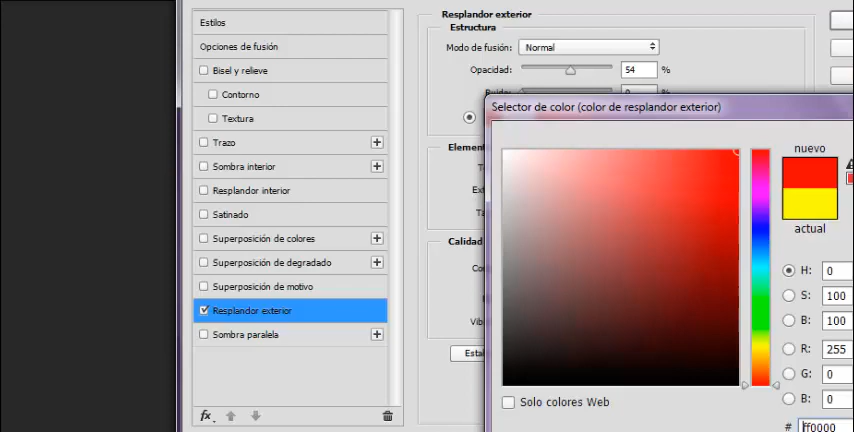 Estilos
Opciones de fusión
Bisel y relieve
Contorno
Textura
Trazo
Sombra interior
Resplandor interior
Satinado
Superposición de colores
Superposición de degradado
Superposición de motivo
Resplandor exterior
Sombra paralela
fx
Resplandor exterior
Estructura
Modo de fusión: Normal
Opacidad: 54 %
Selector de color (color de resplandor exterior)
Calidad
nuevo
actual
H: 0
S: 100
B: 100
R: 255
G: 0
B: 0
Solo colores Web
# ff0000